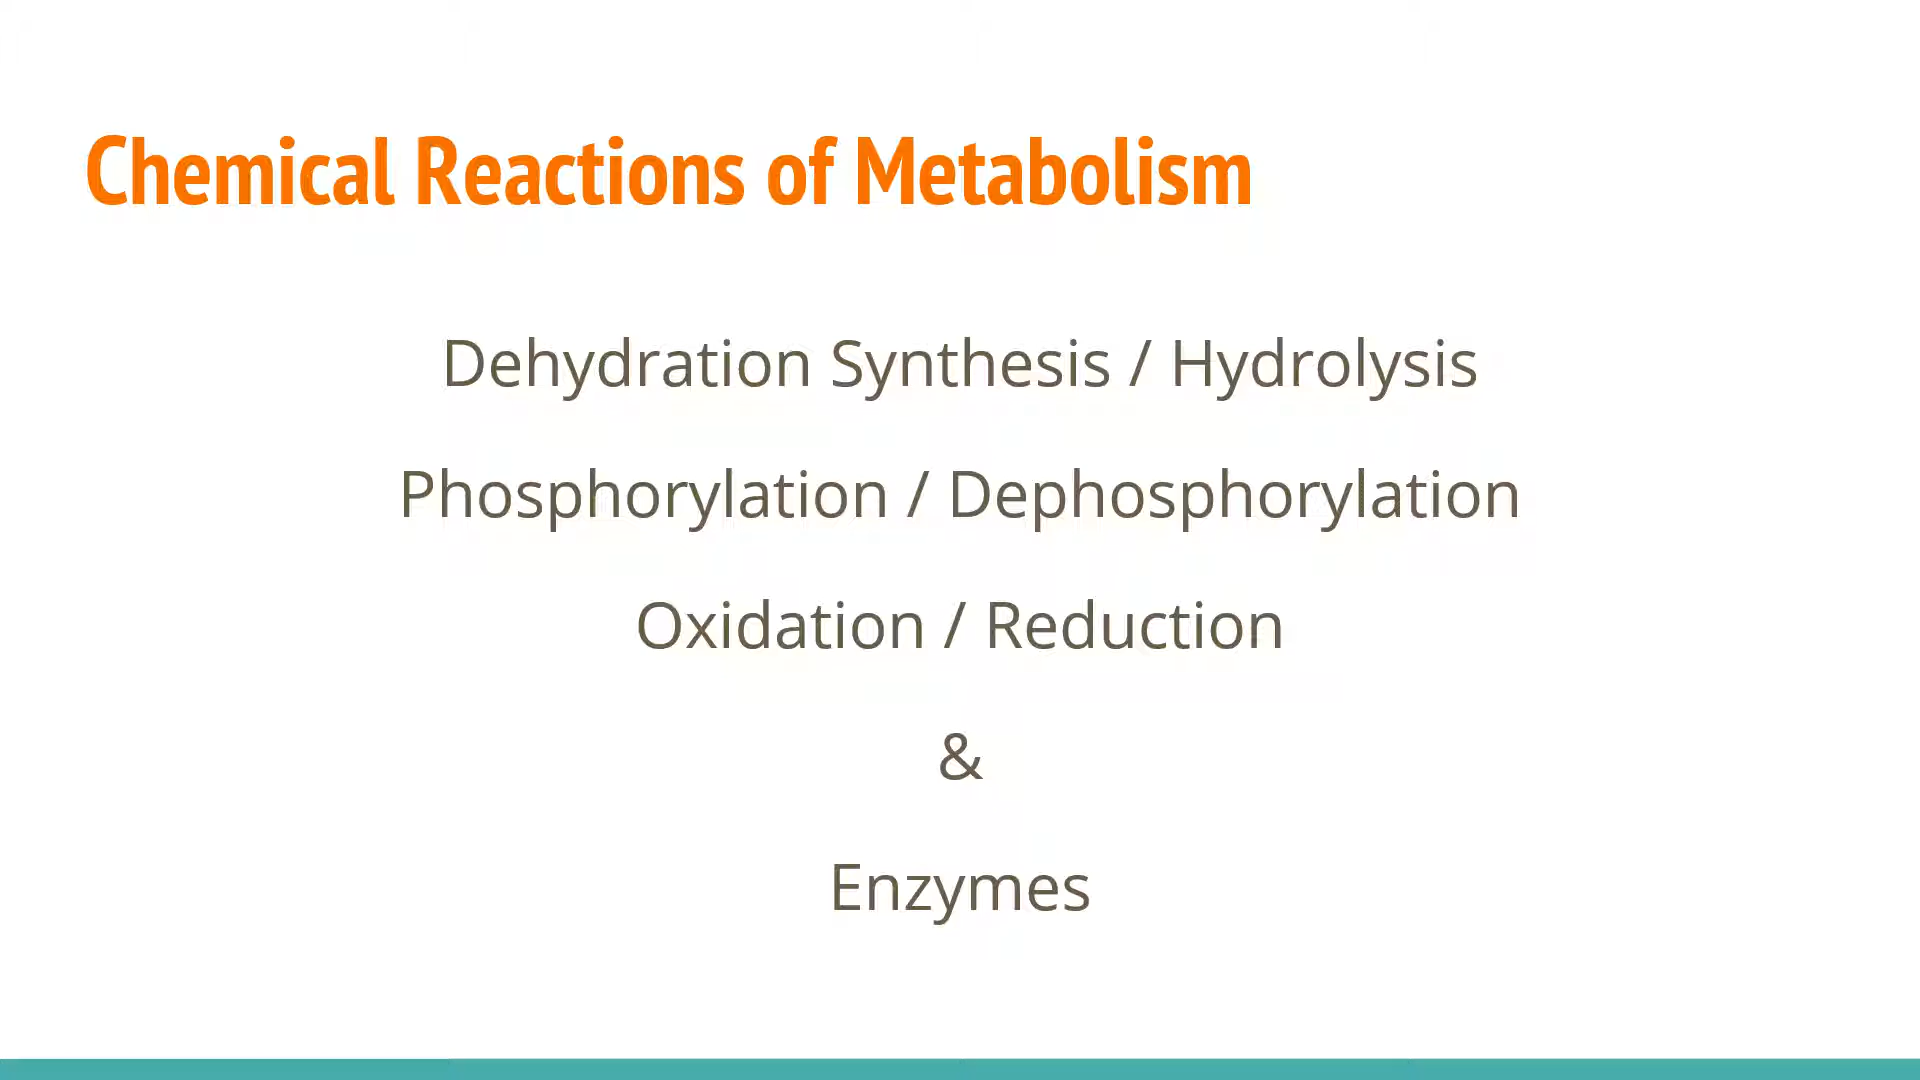 Chemical Reactions of Metabolism
Dehydration Synthesis / Hydrolysis
Phosphorylation / Dephosphorylation
Oxidation / Reduction
&
Enzymes